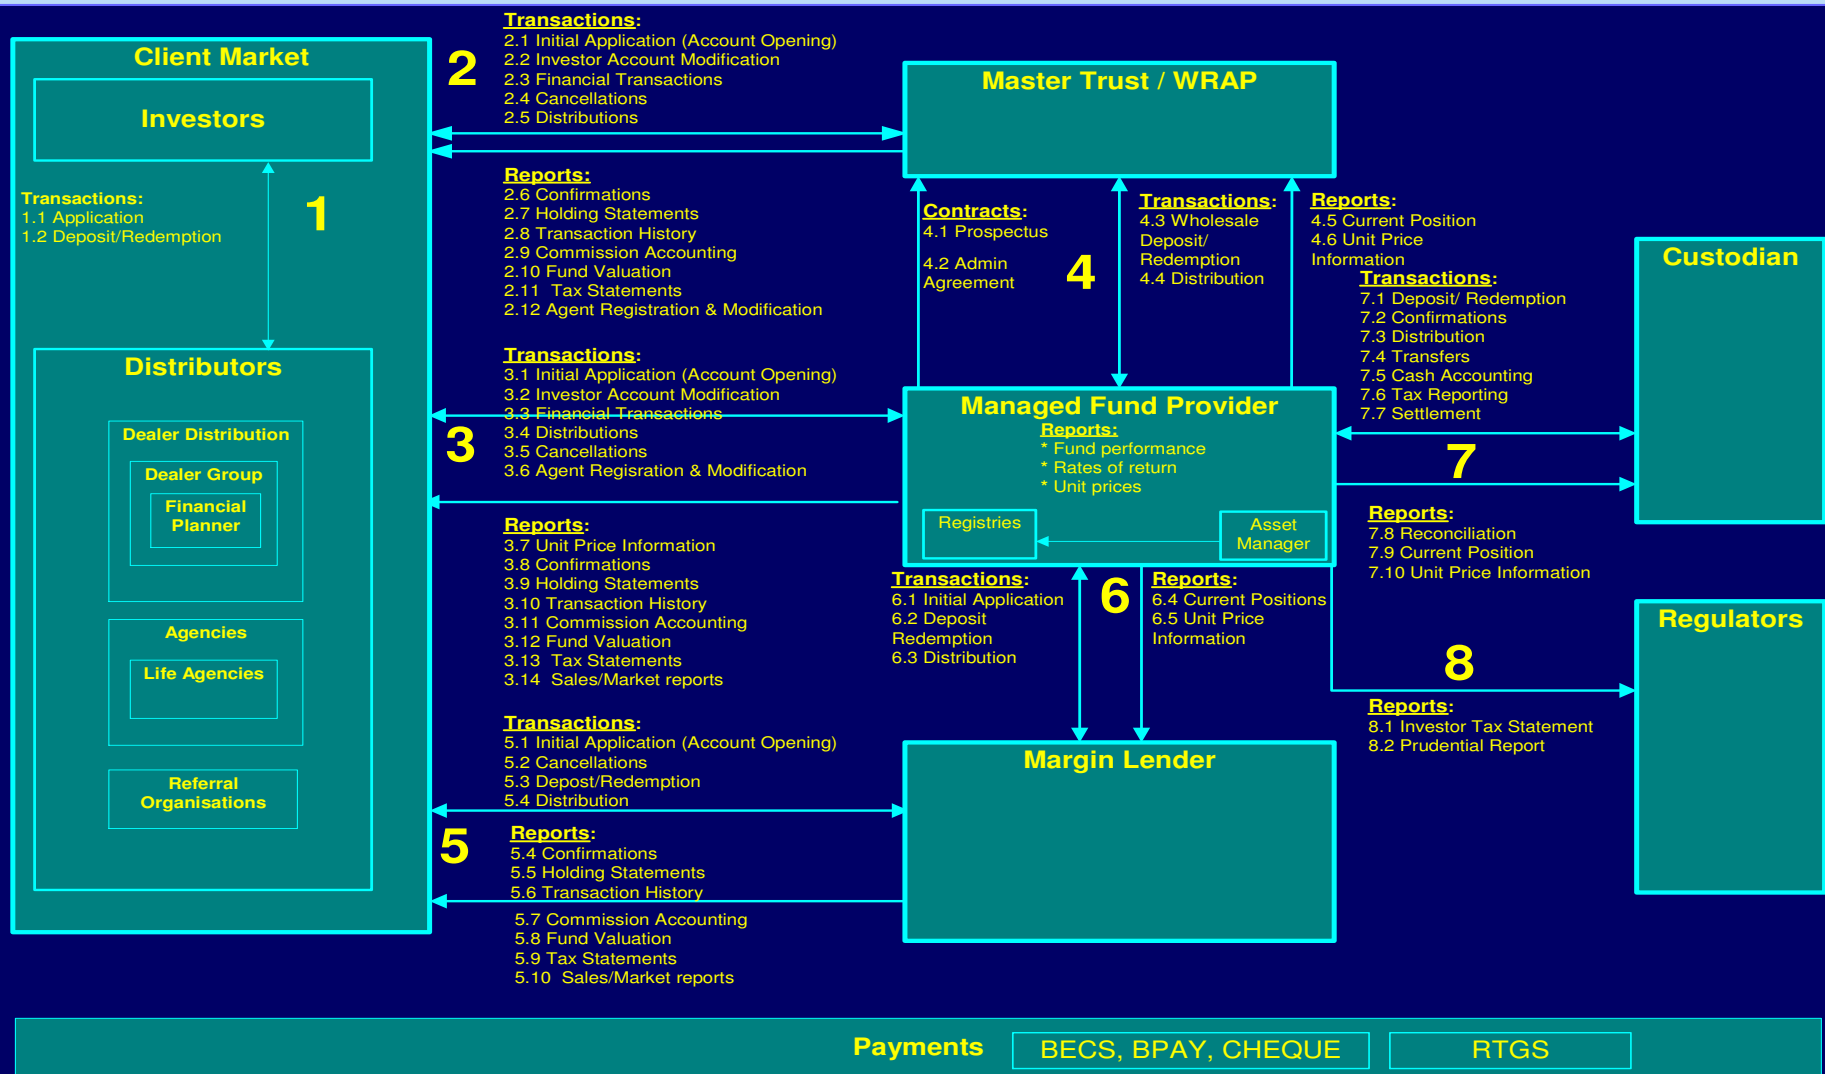 Client Market
Investors
Transactions:
1.1 Application
1.2 Deposit/Redemption
1
Distributors
Dealer Distribution
Dealer Group
Financial
Planner
Agencies
Life Agencies
Referral
Organisations
2
Transactions:
2.1 Initial Application (Account Opening)
2.2 Investor Account Modification
2.3 Financial Transactions
2.4 Cancellations
2.5 Distributions
Reports:
2.6 Confirmations
2.7 Holding Statements
2.8 Transaction History
2.9 Commission Accounting
2.10 Fund Valuation
2.11 Tax Statements
2.12 Agent Registration & Modification
3
Transactions:
3.1 Initial Application (Account Opening)
3.2 Investor Account Modification
3.3 Financial Transactions
3.4 Distributions
3.5 Cancellations
3.6 Agent Regisration & Modification
Reports:
3.7 Unit Price Information
3.8 Confirmations
3.9 Holding Statements
3.10 Transaction History
3.11 Commission Accounting
3.12 Fund Valuation
3.13 Tax Statements
3.14 Sales/Market reports
Transactions:
5.1 Initial Application (Account Opening)
5.2 Cancellations
5.3 Depost/Redemption
5.4 Distribution
5
Reports:
5.4 Confirmations
5.5 Holding Statements
5.6 Transaction History
5.7 Commission Accounting
5.8 Fund Valuation
5.9 Tax Statements
5.10 Sales/Market reports
Master Trust / WRAP
Contracts:
4.1 Prospectus
4.2 Admin
Agreement
4
Transactions:
4.3 Wholesale
Deposit/
Redemption
4.4 Distribution
Reports:
4.5 Current Position
4.6 Unit Price
Information
Managed Fund Provider
Reports:
* Fund performance
* Rates of return
* Unit prices
Registries
Asset
Manager
Transactions:
6.1 Initial Application
6.2 Deposit
Redemption
6.3 Distribution
6
Reports:
6.4 Current Positions
6.5 Unit Price
Information
Margin Lender
Transactions:
7.1 Deposit/ Redemption
7.2 Confirmations
7.3 Distribution
7.4 Transfers
7.5 Cash Accounting
7.6 Tax Reporting
7.7 Settlement
7
Reports:
7.8 Reconciliation
7.9 Current Position
7.10 Unit Price Information
Custodian
8
Reports:
8.1 Investor Tax Statement
8.2 Prudential Report
Regulators
Payments
BECS, BPAY, CHEQUE
RTGS